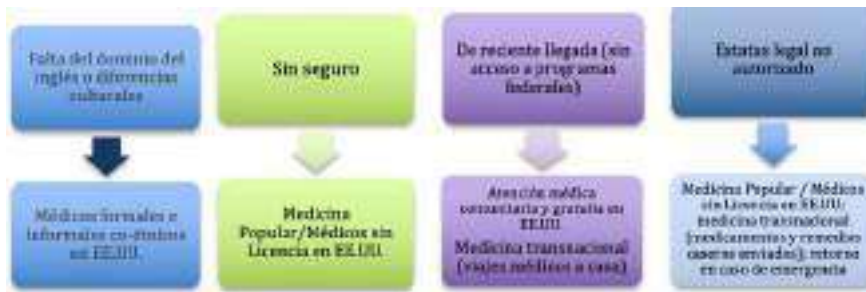 Falta del dominio del
inglés o diferencias
culturales
Sin seguro
De reciente llegada (sin
acceso a programas
federales)
Estatus legal no
autorizado
Médicos formales e
informales co-étnicos
en EE.UU.
Medicina
Popular/Médicos sin
Licencia en EE.UU.
Atención médica
comunitaria y gratuita en
EE.UU
Medicina transnacional
(viajes médicos a casa)
Medicina Popular / Médicos
sin Licencia en EE.UU;
medicina transnacional
(medicamentos y remedios
caseros enviados); retorno
en caso de emergencia